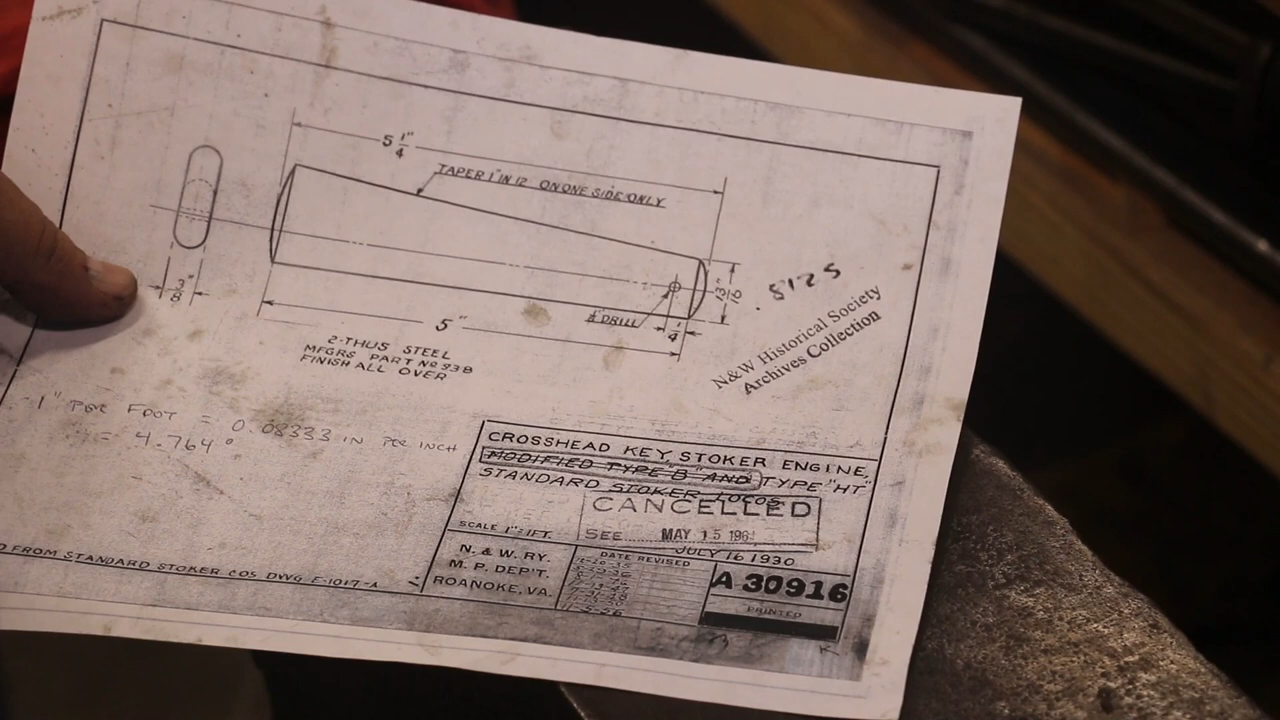 5 1/4"
TAPER 1" IN 12 ON ONE SIDE ONLY
3/8"
13/16"
.8125
DRILL
1/4
5"
2-THUS STEEL
MFGRS PART No 93B
FINISH ALL OVER
N&W Historical Society
Archives Collection
1" PER FOOT = 0.08333 IN PER INCH
= 4.764°
CROSSHEAD KEY, STOKER ENGINE,
MODIFIED TYPE "B" AND TYPE "HT"
STANDARD STOKER LOCOS.
CANCELLED
SEE MAY 15 196
SCALE 1"=1FT.
JULY 16 1930
N. & W. RY.
M. P. DEP'T.
ROANOKE, VA.
DATE REVISED
A 30916
PRINTED
D FROM STANDARD STOKER COS DWG. E-1017-A